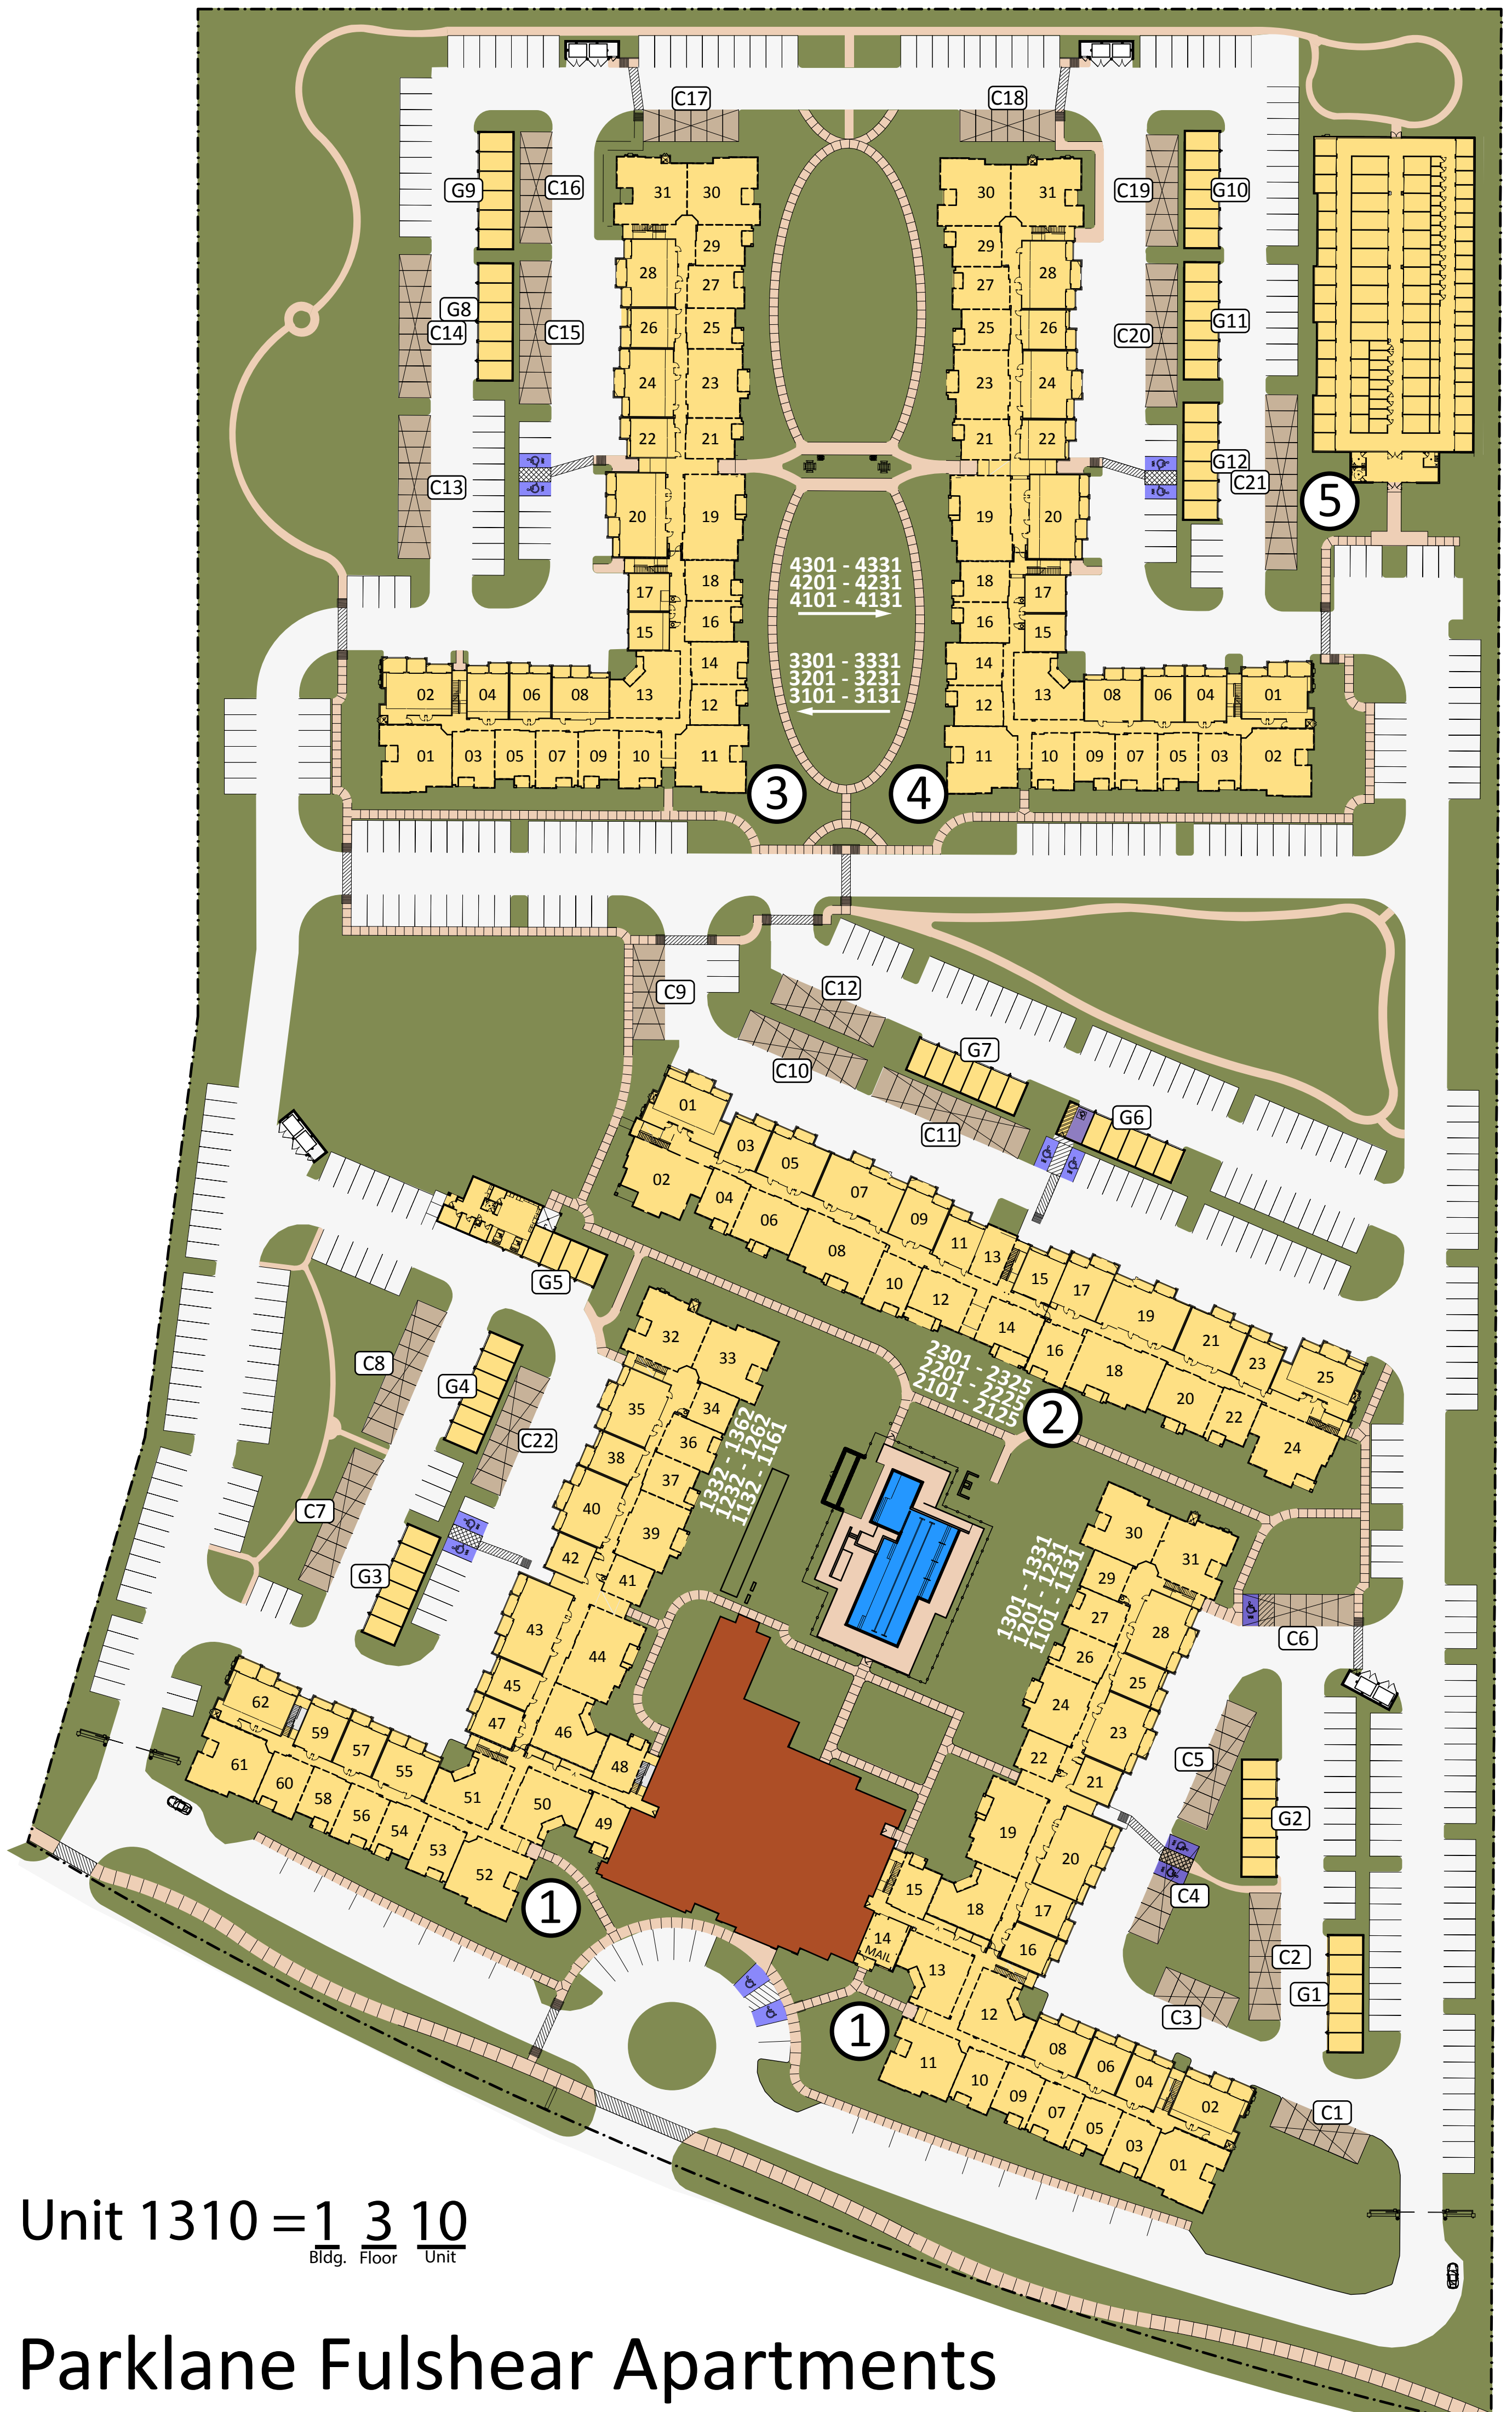 C17
C18
G9
C16
C19
G10
31
30
30
31
29
29
28
28
27
27
G8
C14
C15
C20
G11
26
25
25
26
24
23
23
24
22
21
21
22
C13
G12
C21
5
20
19
19
20
4301 - 4331
4201 - 4231
4101 - 4131
18
18
17
17
16
16
15
15
3301 - 3331
3201 - 3231
3101 - 3131
14
14
02
04
06
08
13
12
12
13
08
06
04
01
01
03
05
07
09
10
11
11
10
09
07
05
03
02
3
4
C9
C12
C10
G7
C11
G6
01
03
05
02
04
07
06
09
08
11
13
10
12
15
17
14
19
16
21
18
23
20
25
22
24
G5
2301 - 2325
2201 - 2225
2101 - 2125
2
C8
G4
C22
C7
G3
32
33
35
34
36
38
37
40
39
42
41
43
44
45
47
46
48
1332 - 1362
1232 - 1262
1132 - 1161
62
59
57
55
61
60
58
56
54
53
51
50
49
52
1
1301 - 1331
1201 - 1231
1101 - 1131
30
31
29
27
28
26
25
24
23
22
21
19
20
C6
C5
G2
C4
C2
G1
C3
C1
15
18
17
14
MAIL
16
13
12
11
08
06
04
02
10
09
07
05
03
01
1
Unit 1310 = 1 3 10
Bldg. Floor Unit
Parklane Fulshear Apartments